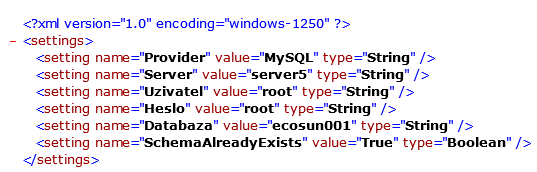 <?xml version="1.0" encoding="windows-1250" ?>
- <settings>
<setting name="Provider" value="MySQL" type="String" />
<setting name="Server" value="server5" type="String" />
<setting name="Uzivatel" value="root" type="String" />
<setting name="Heslo" value="root" type="String" />
<setting name="Databaza" value="ecosun001" type="String" />
<setting name="SchemaAlreadyExists" value="True" type="Boolean" />
</settings>